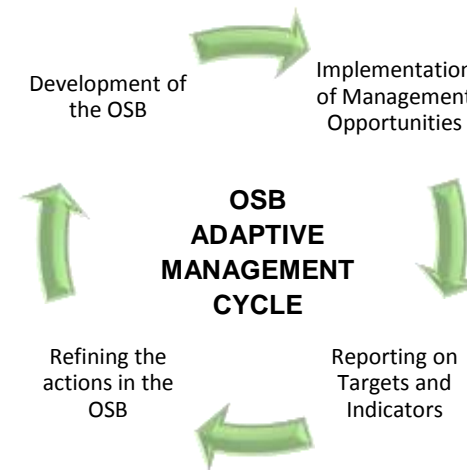 Development of
the OSB
Implementation
of Management
Opportunities
OSB
ADAPTIVE
MANAGEMENT
CYCLE
Refining the
actions in the
OSB
Reporting on
Targets and
Indicators